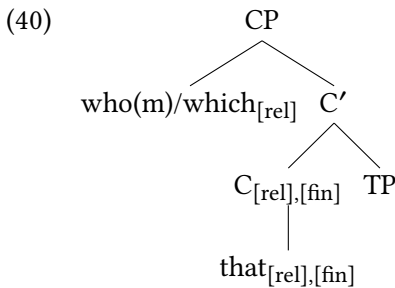 (40) CP
who(m)/which[rel] C′
C[rel],[fin] TP
that[rel],[fin]